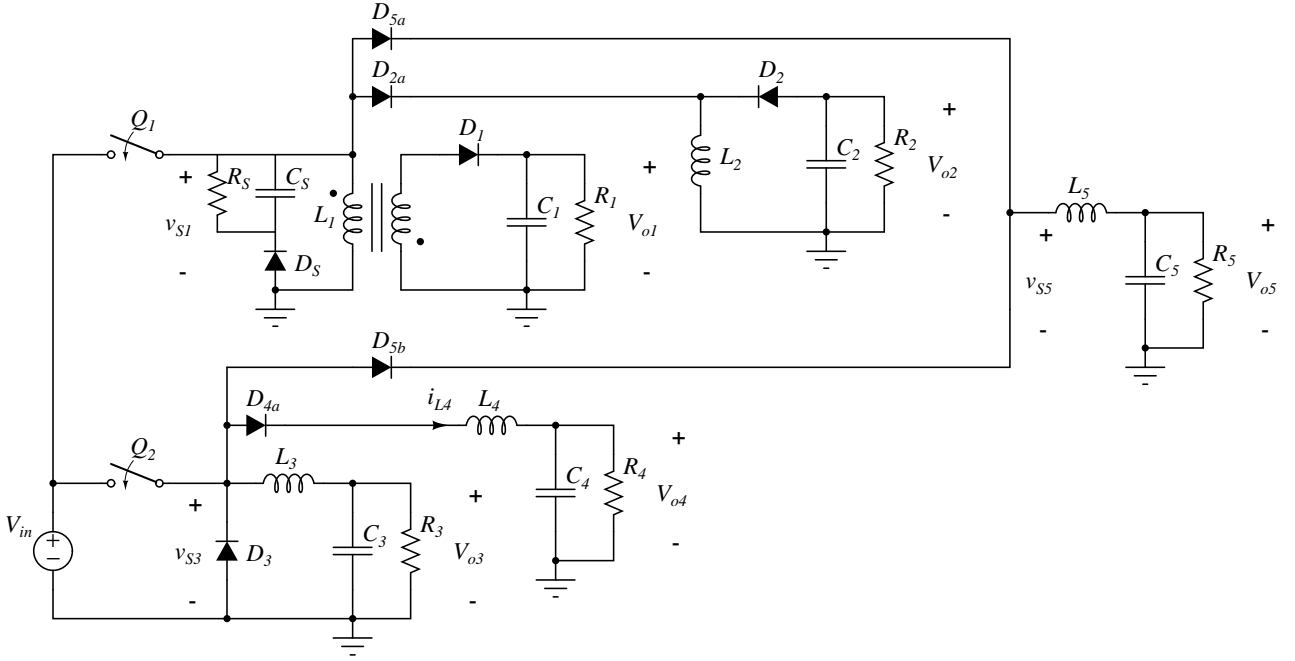 D5a
D2a
D2
Q1
D1
+
RS
CS
+
R2
C2
L2
Vo2
+
L5
L1
C1
R1
Vo1
vS1
-
+
+
-
DS
-
-
vS5
C5
R5
Vo5
-
-
D5b
D4a
iL4
L4
+
Q2
L3
C4
R4
Vo4
+
+
Vin
+
−
vS3
D3
C3
R3
Vo3
-
-
-